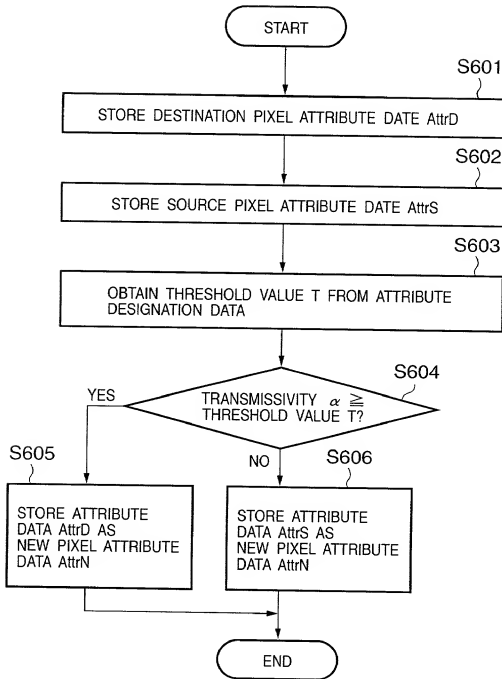 START
S601
STORE DESTINATION PIXEL ATTRIBUTE DATE AttrD
S602
STORE SOURCE PIXEL ATTRIBUTE DATE AttrS
S603
OBTAIN THRESHOLD VALUE T FROM ATTRIBUTE
DESIGNATION DATA
S604
TRANSMISSIVITY α ≧
THRESHOLD VALUE T?
YES
NO
S605
STORE ATTRIBUTE
DATA AttrD AS
NEW PIXEL ATTRIBUTE
DATA AttrN
S606
STORE ATTRIBUTE
DATA AttrS AS
NEW PIXEL ATTRIBUTE
DATA AttrN
END